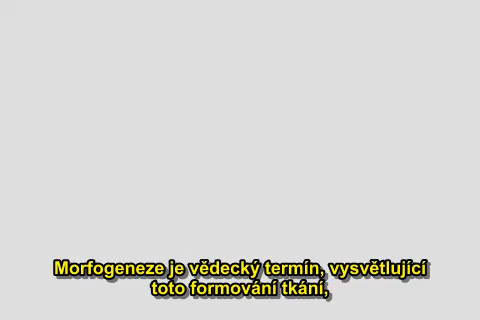 Morfogeneze je vědecký termín, vysvětlující
toto formování tkání,